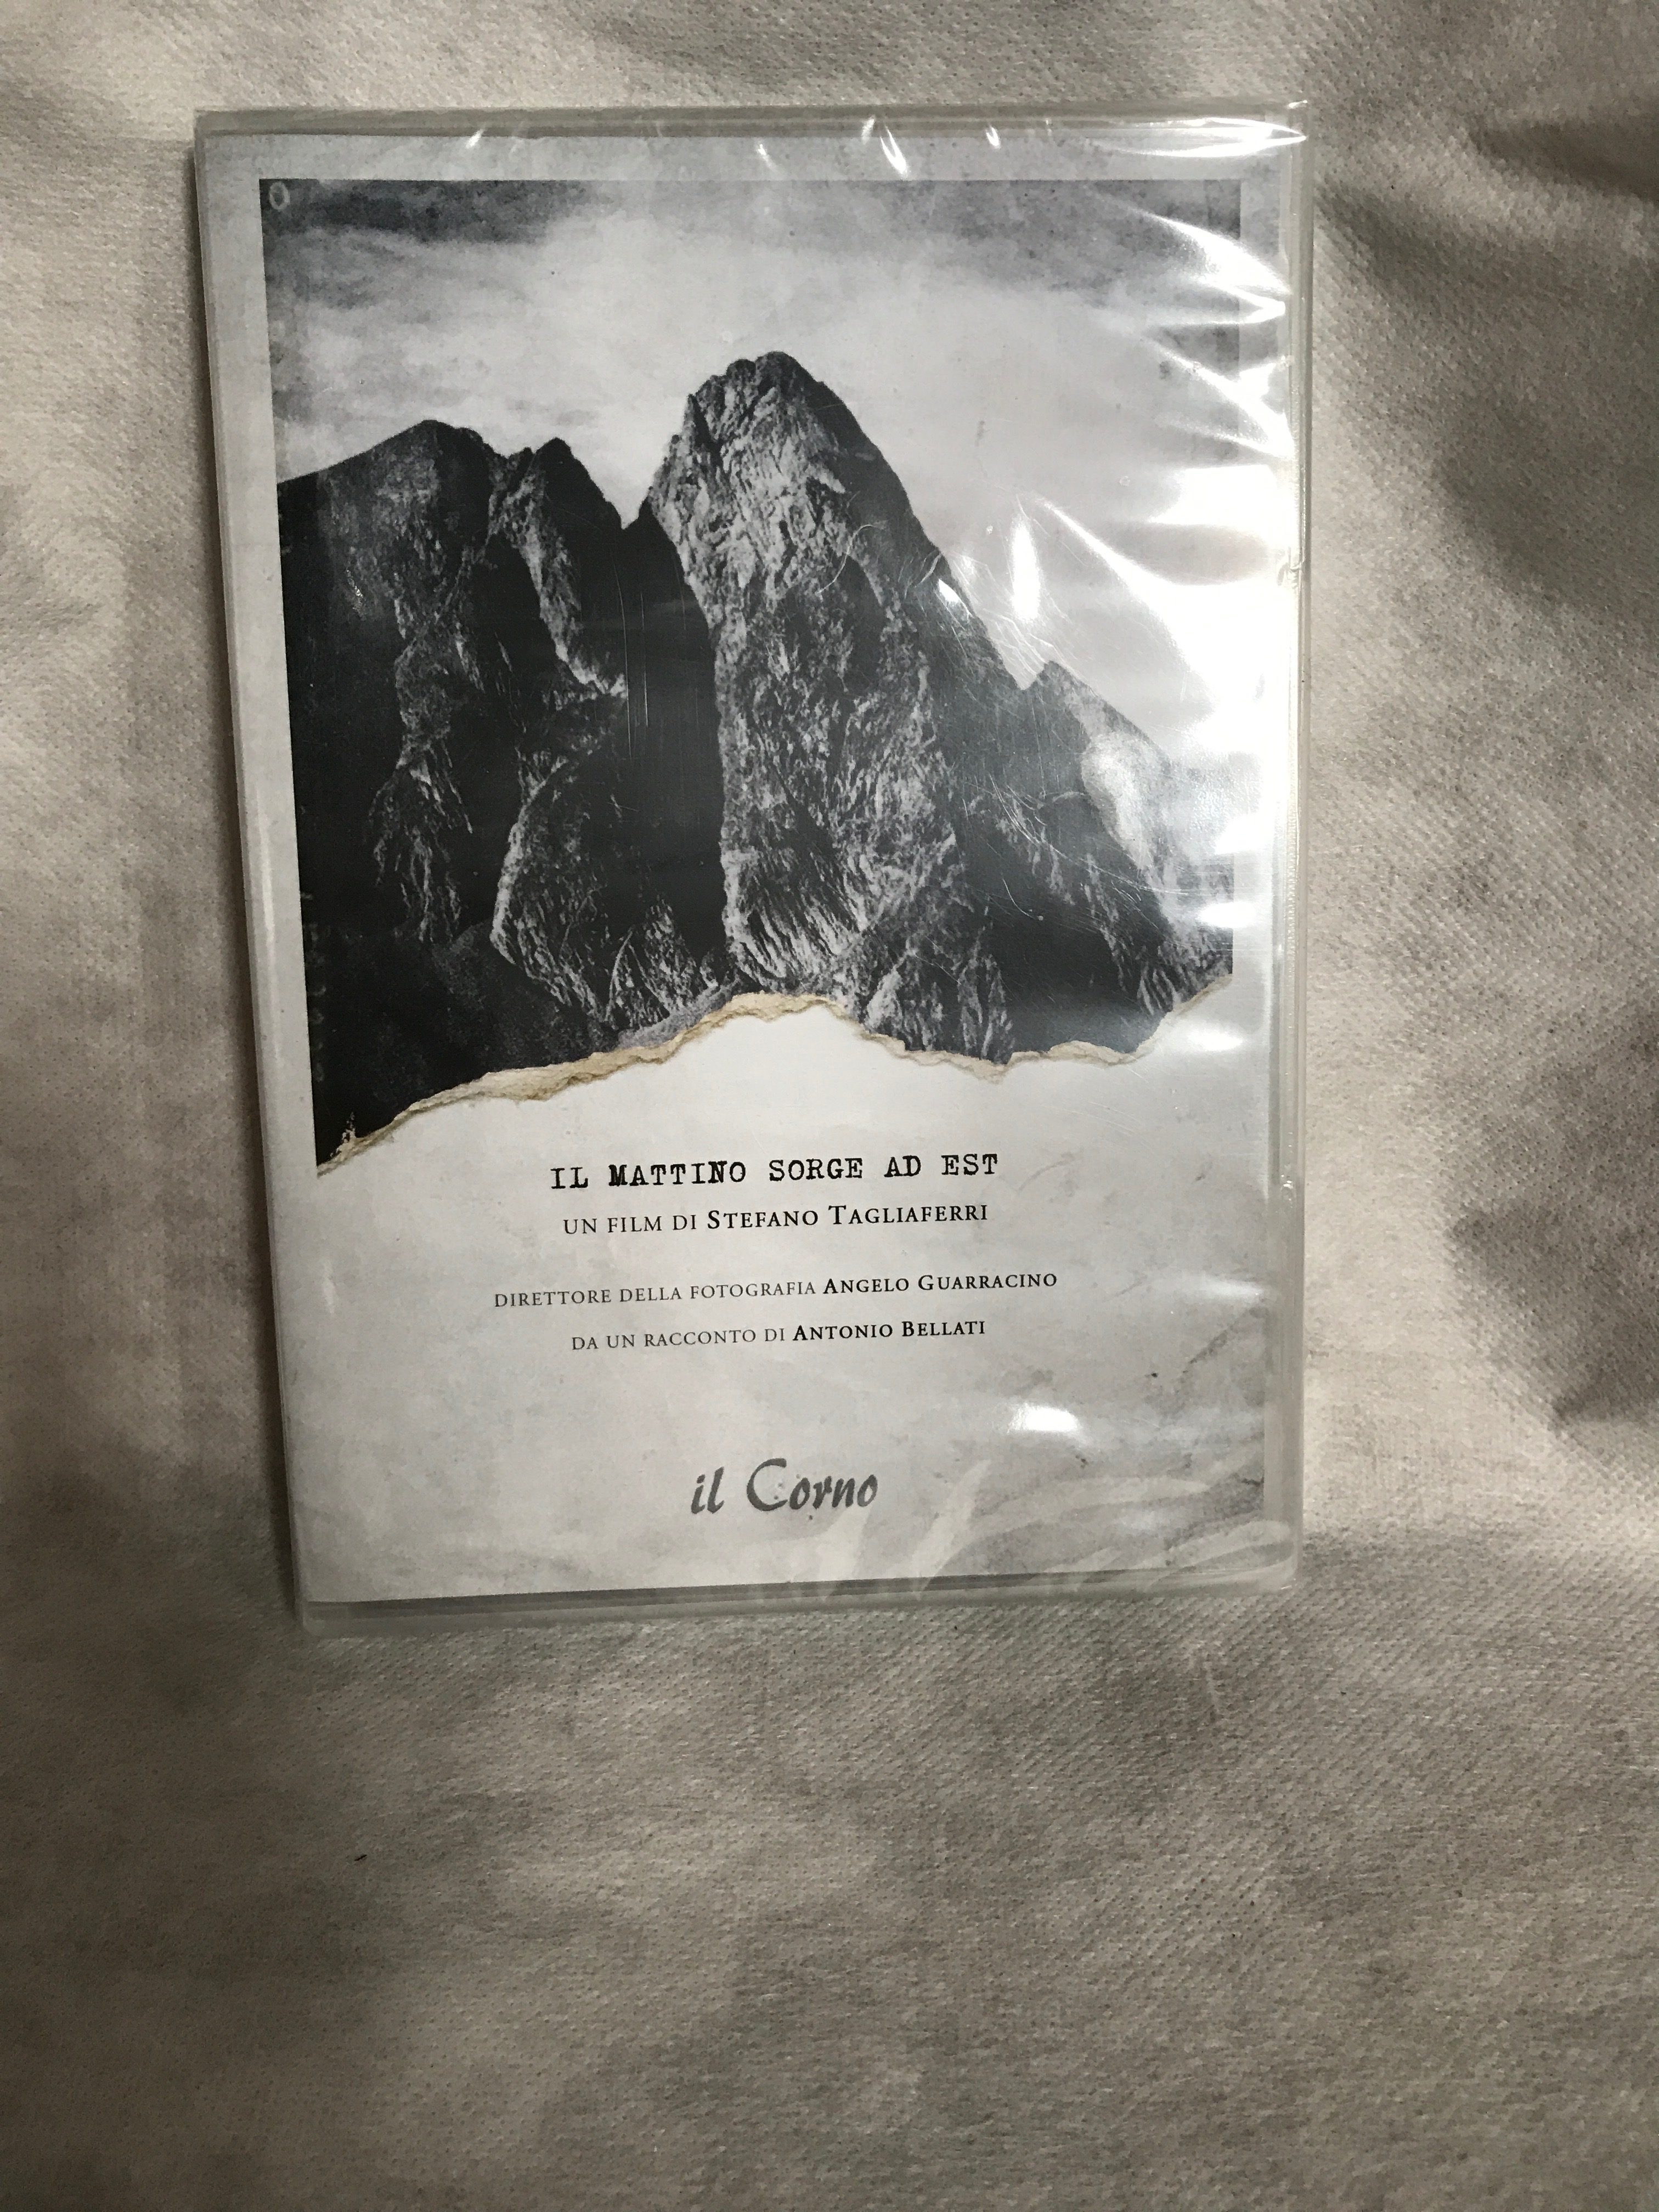 IL MATTINO SORGE AD EST
UN FILM DI STEFANO TAGLIAFERRI
DIRETTORE DELLA FOTOGRAFIA ANGELO GUARRACINO
DA UN RACCONTO DI ANTONIO BELLATI
il Corno